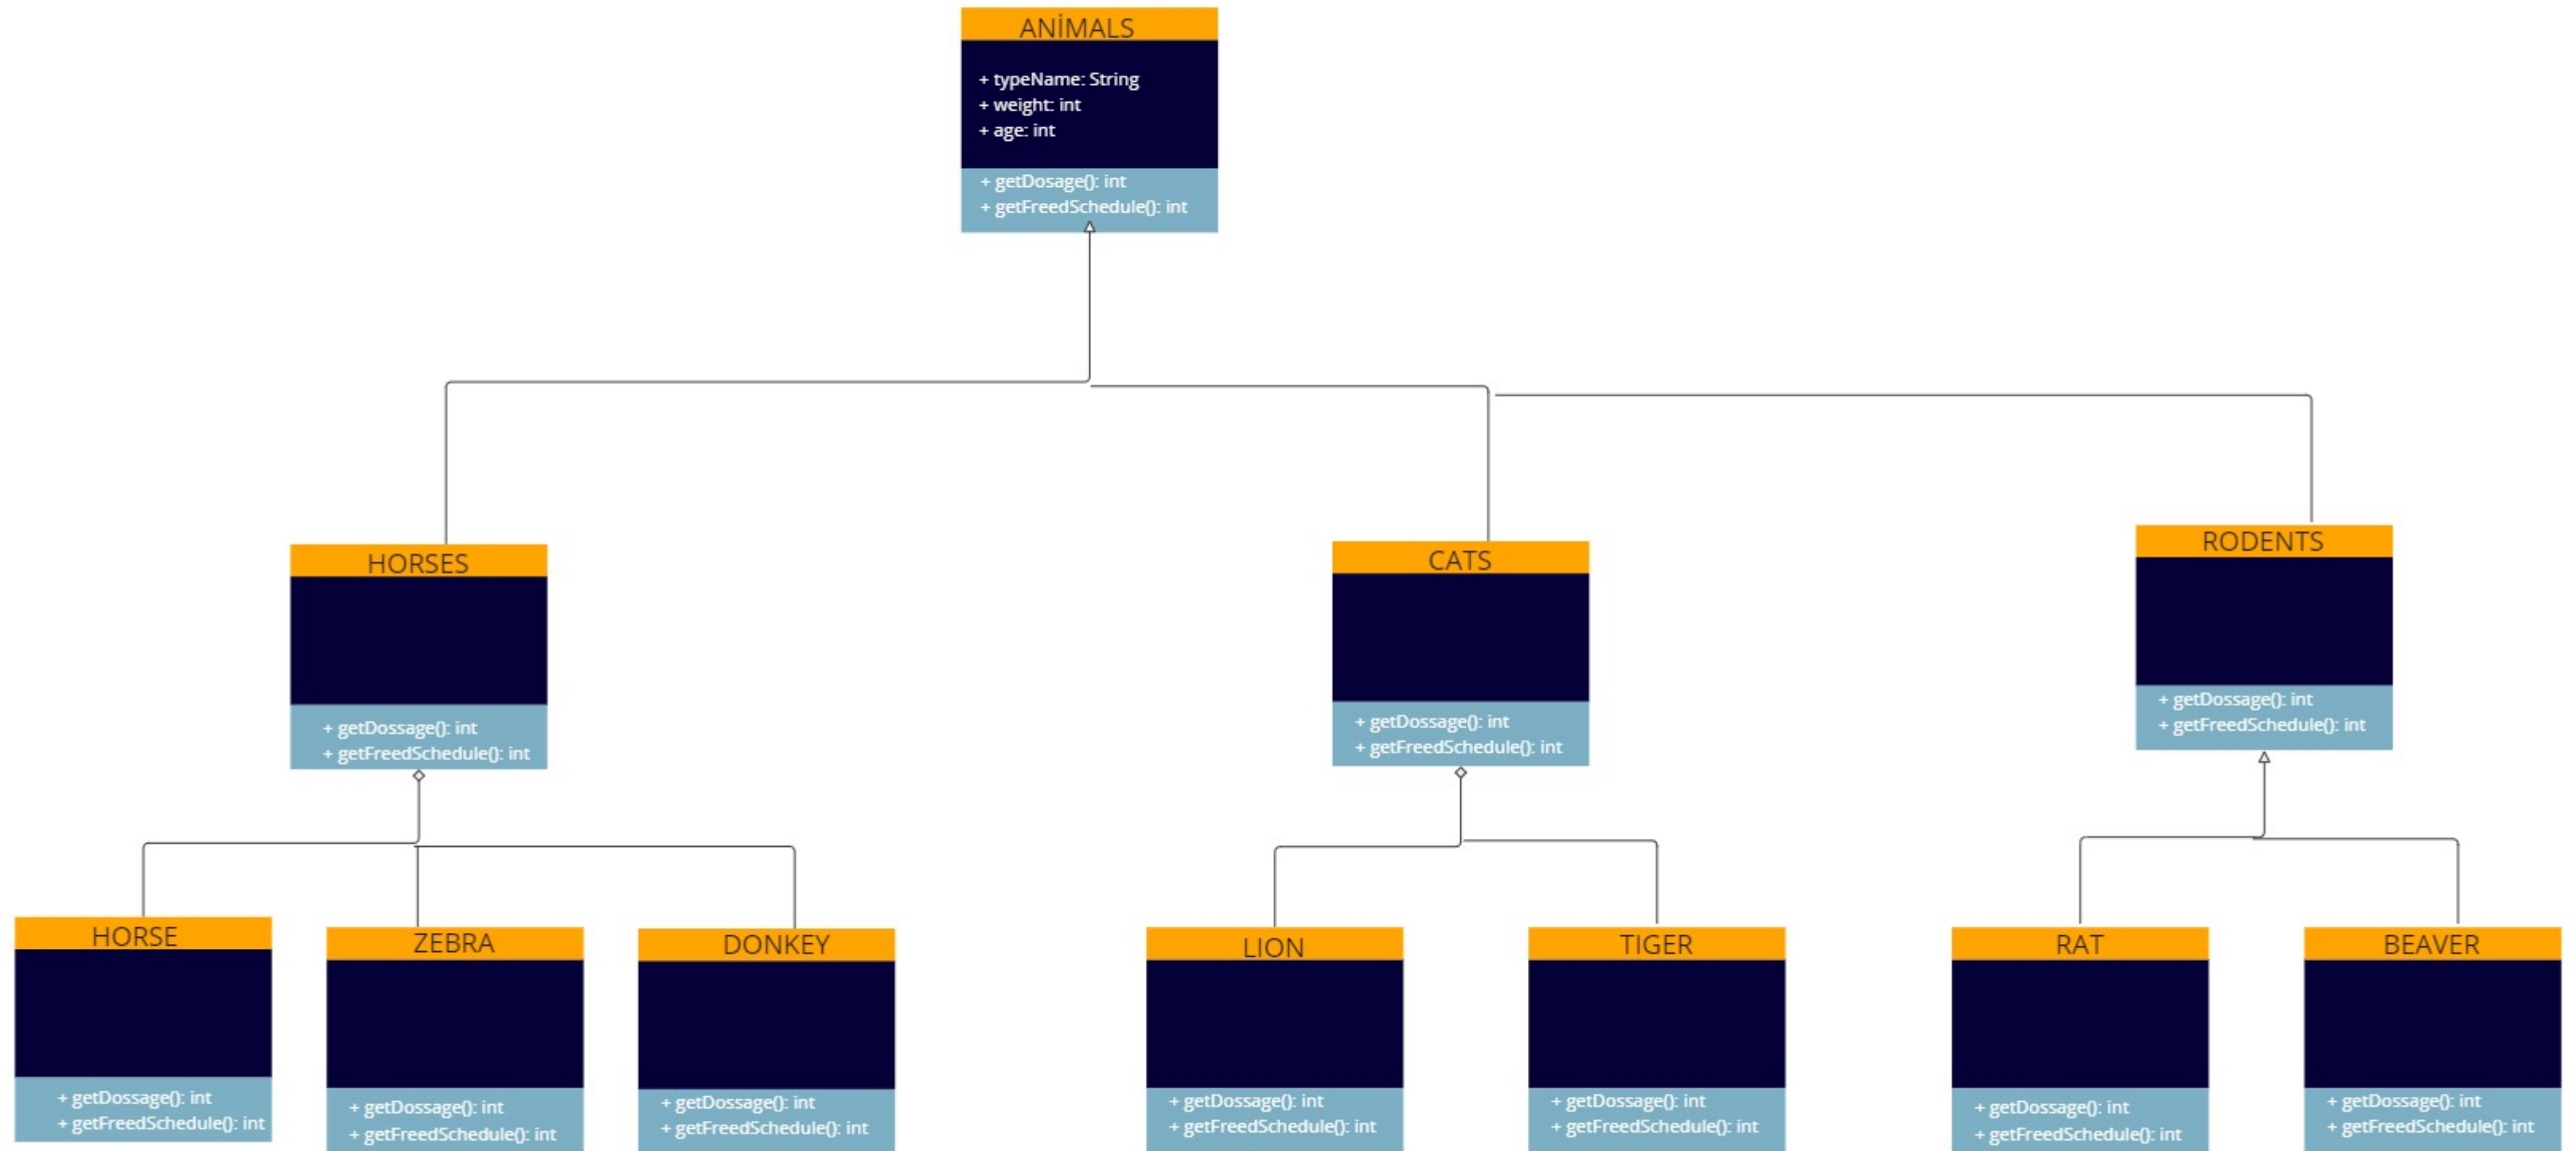 ANİMALS
+ typeName: String
+ weight: int
+ age: int
+ getDosage(): int
+ getFreedSchedule(): int
HORSES
+ getDossage(): int
+ getFreedSchedule(): int
CATS
+ getDossage(): int
+ getFreedSchedule(): int
RODENTS
+ getDossage(): int
+ getFreedSchedule(): int
HORSE
+ getDossage(): int
+ getFreedSchedule(): int
ZEBRA
+ getDossage(): int
+ getFreedSchedule(): int
DONKEY
+ getDossage(): int
+ getFreedSchedule(): int
LION
+ getDossage(): int
+ getFreedSchedule(): int
TIGER
+ getDossage(): int
+ getFreedSchedule(): int
RAT
+ getDossage(): int
+ getFreedSchedule(): int
BEAVER
+ getDossage(): int
+ getFreedSchedule(): int